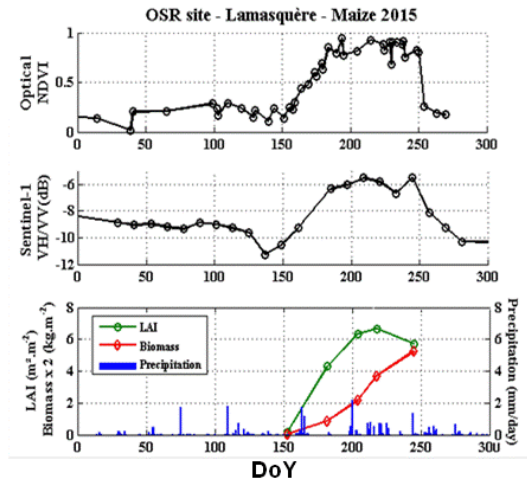 OSR site - Lamasquère - Maize 2015
Optical
NDVI
1
0.5
0
0 50 100 150 200 250 300
Sentinel-1
VH/VV(dB)
-6
-8
-10
-12
0 50 100 150 200 250 300
LAI (m².m⁻²)
Biomass x 2 (kg.m⁻²)
8
6
4
2
0
LAI
Biomass
Precipitation
Precipitation (mm/day)
8
6
4
2
0
0 50 100 150 200 250 300
DoY